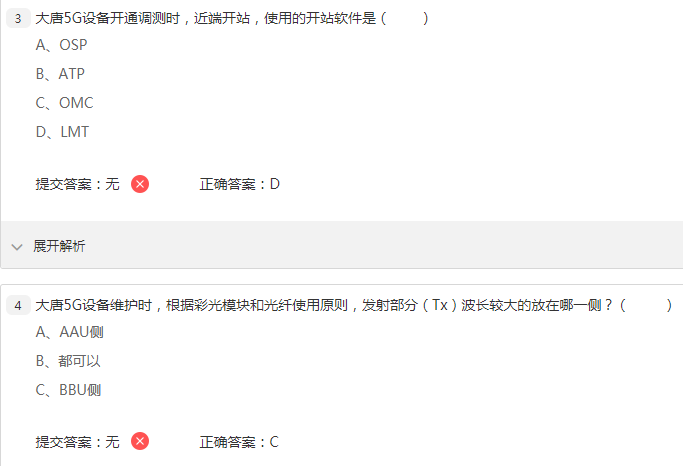 3 大唐5G设备开通调测时，近端开站，使用的开站软件是（ ）
A、OSP
B、ATP
C、OMC
D、LMT
提交答案：无 正确答案：D
展开解析
4 大唐5G设备维护时，根据彩光模块和光纤使用原则，发射部分（Tx）波长较大的放在哪一侧？（ ）
A、AAU侧
B、都可以
C、BBU侧
提交答案：无 正确答案：C